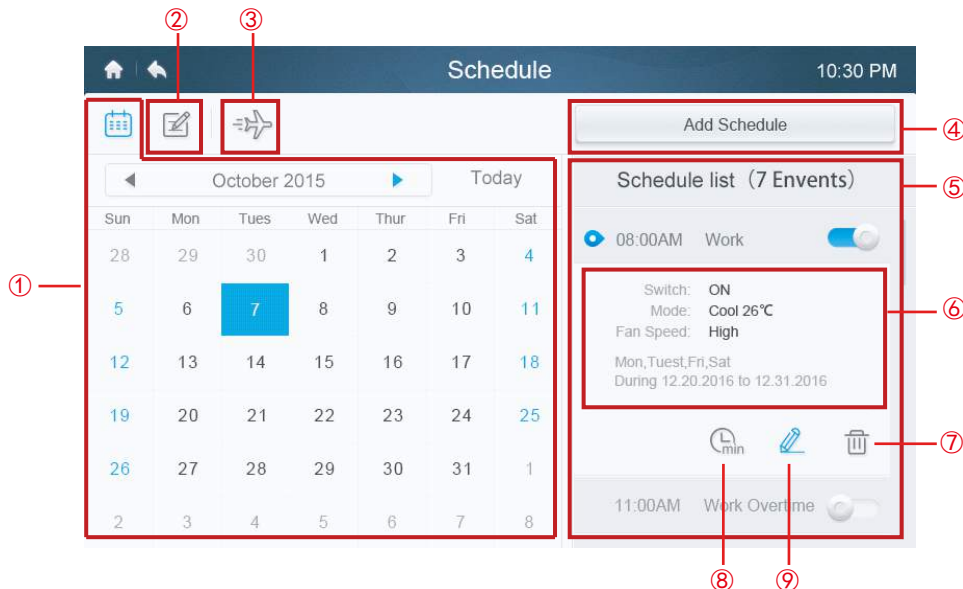 ② ③
Schedule 10:30 PM
Add Schedule ④
October 2015 Today
Schedule list（7 Envents） ⑤
Sun Mon Tues Wed Thur Fri Sat
28 29 30 1 2 3 4
08:00AM Work
①
5 6 7 8 9 10 11
Switch: ON
Mode: Cool 26℃
Fan Speed: High
⑥
12 13 14 15 16 17 18
Mon,Tuest,Fri,Sat
During 12.20.2016 to 12.31.2016
19 20 21 22 23 24 25
min
⑦
26 27 28 29 30 31 1
11:00AM Work Overtime
2 3 4 5 6 7 8
⑧ ⑨